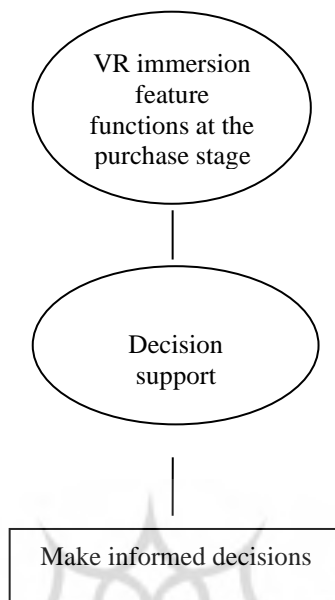 VR immersion
feature
functions at the
purchase stage
Decision
support
Make informed decisions